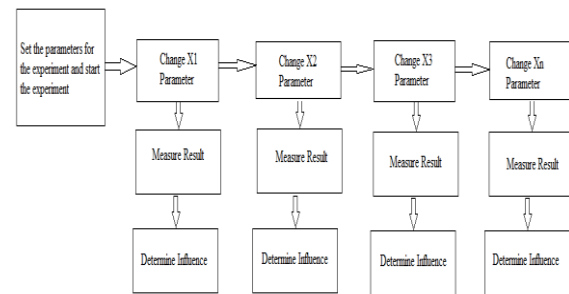 Set the parameters for
the experiment and start
the experiment
Change X1
Parameter
Change X2
Parameter
Change X3
Parameter
Change Xn
Parameter
Measure Result
Measure Result
Measure Result
Measure Result
Determine Influence
Determine Influence
Determine Influence
Determine Influence